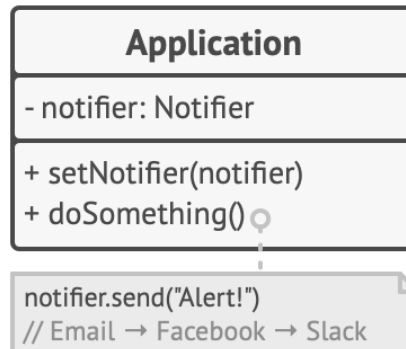 Application
- notifier: Notifier
+ setNotifier(notifier)
+ doSomething()
notifier.send("Alert!")
// Email → Facebook → Slack